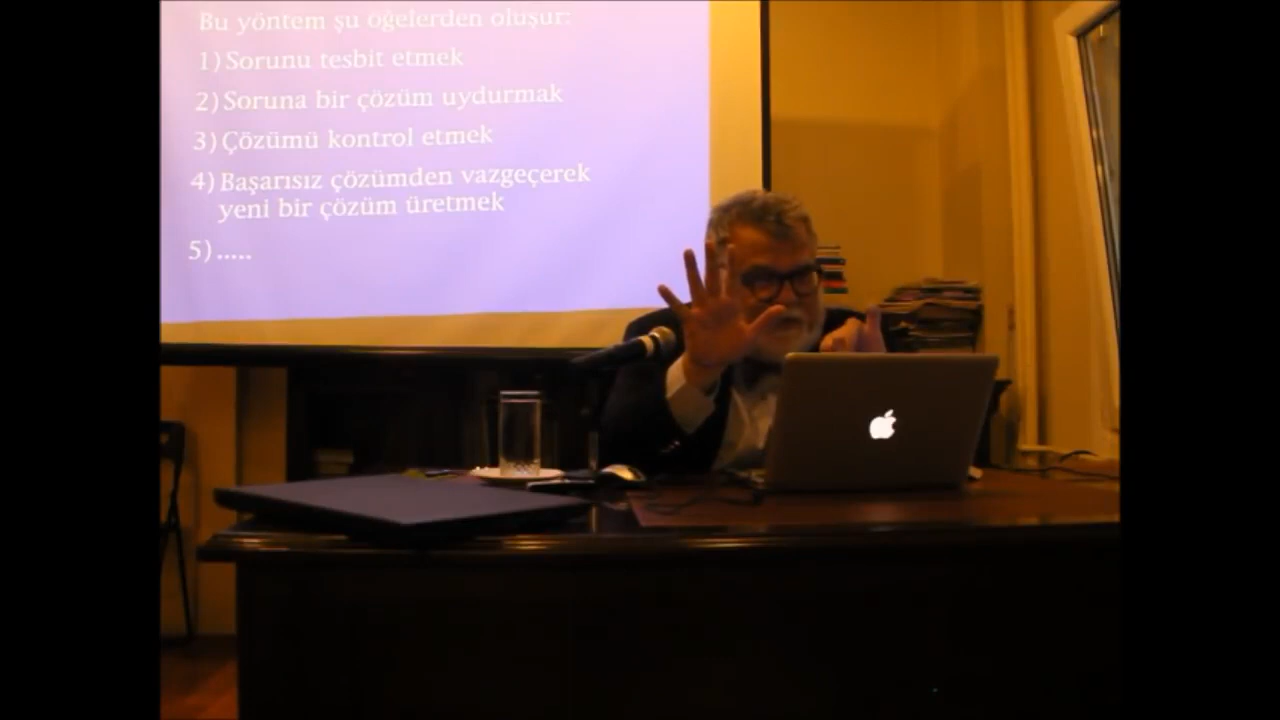 Bu yöntem şu öğelerden oluşur:
1) Sorunu tesbit etmek
2) Soruna bir çözüm uydurmak
3) Çözümü kontrol etmek
4) Başarısız çözümden vazgeçerek
yeni bir çözüm üretmek
5) .....